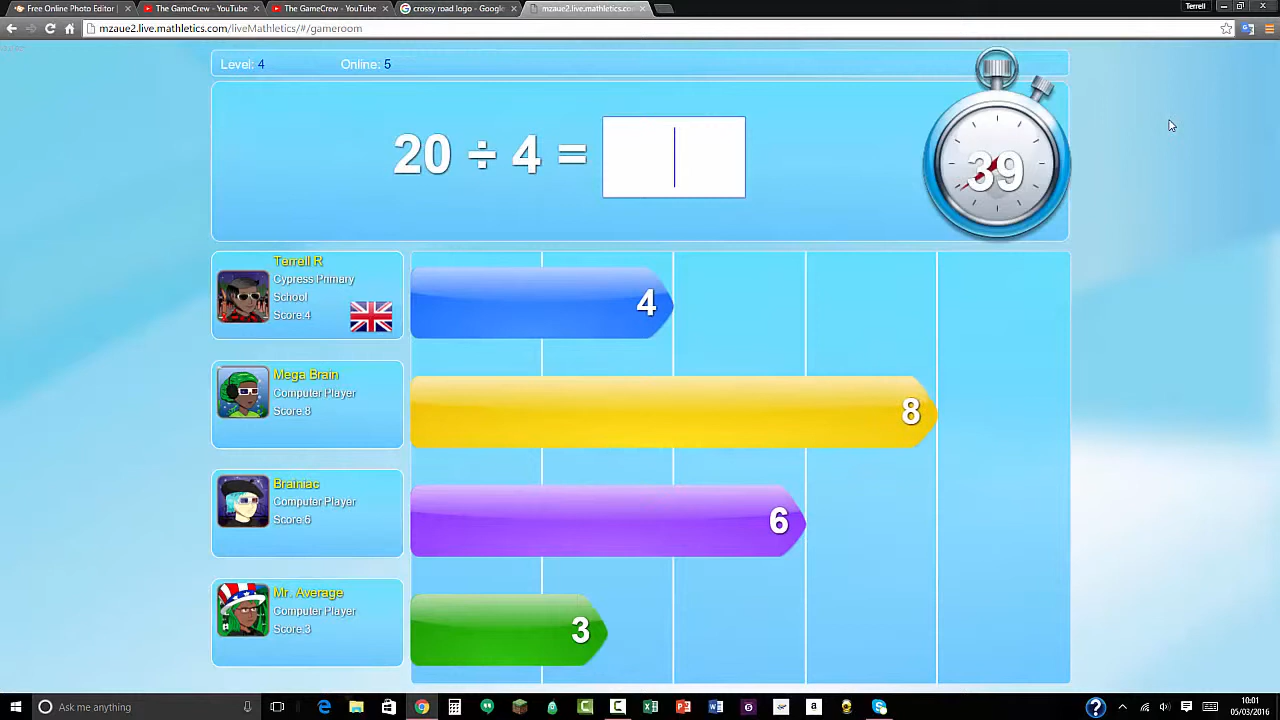 Free Online Photo Editor
The GameCrew - YouTube
The GameCrew - YouTube
crossy road logo - Google
mzaue2.live.mathletics.co
Terrell
mzaue2.live.mathletics.com/liveMathletics/#/gameroom
Level: 4
Online: 5
20 ÷ 4 =
39
Terrell R
Cypress Primary
School
Score:4
4
Mega Brain
Computer Player
Score:8
8
Brainiac
Computer Player
Score:6
6
Mr. Average
Computer Player
Score:3
3
Ask me anything
10:01
05/03/2016